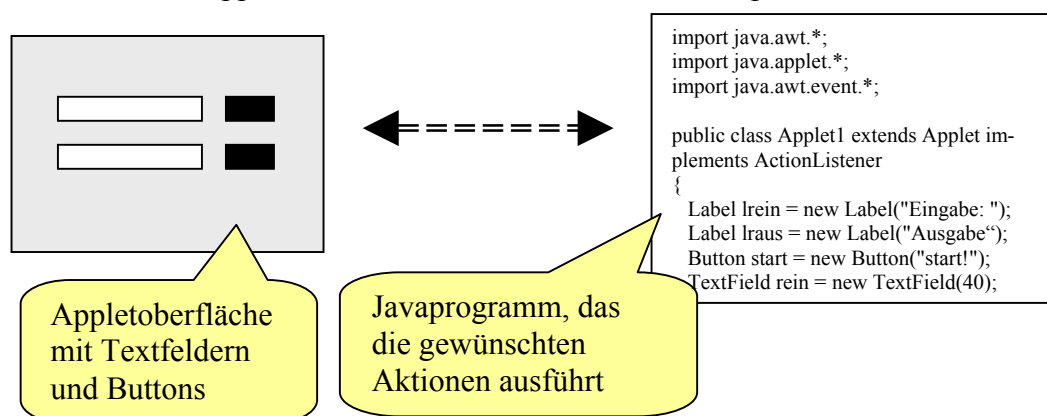 import java.awt.*;
import java.applet.*;
import java.awt.event.*;
public class Applet1 extends Applet im-
plements ActionListener
{
Label lrein = new Label("Eingabe: ");
Label lraus = new Label("Ausgabe“);
Button start = new Button("start!");
TextField rein = new TextField(40);
Appletoberfläche
mit Textfeldern
und Buttons
Javaprogramm, das
die gewünschten
Aktionen ausführt